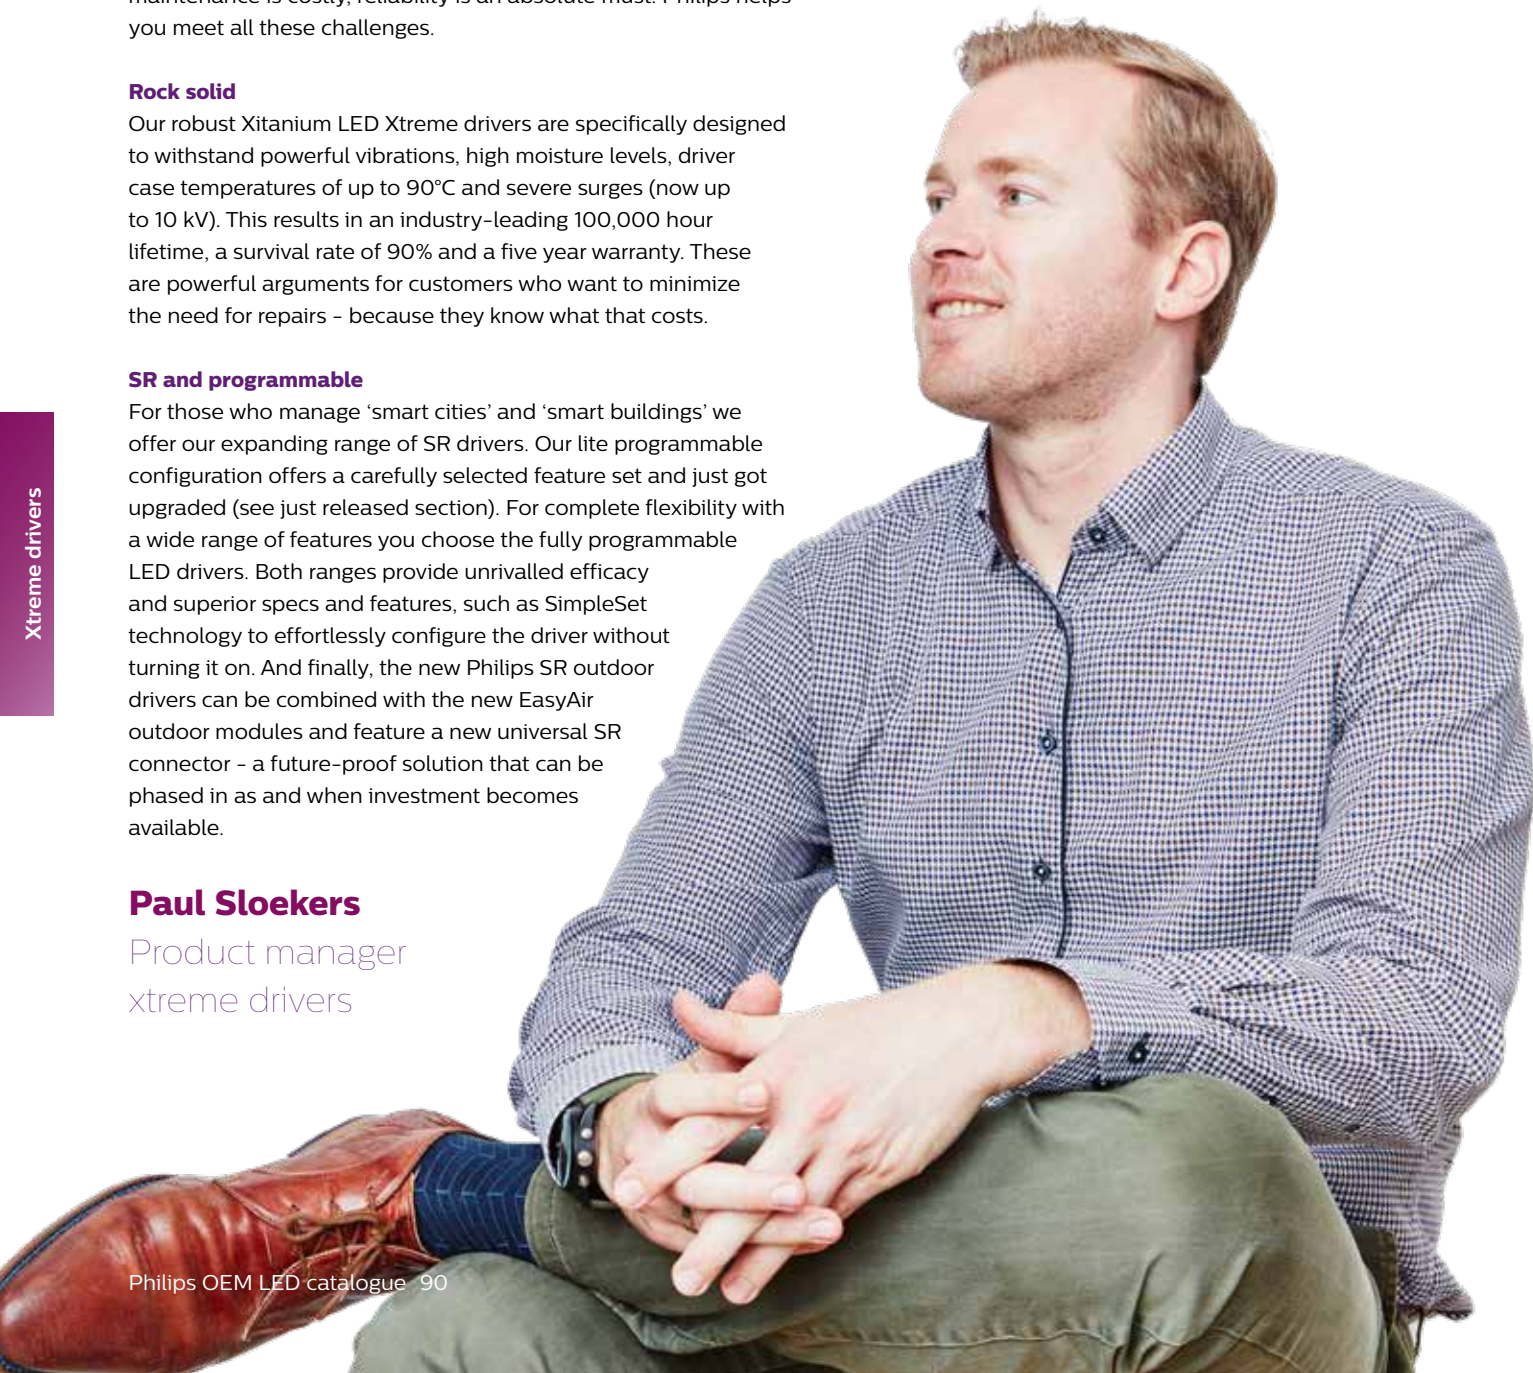 maintenance is costly, reliability is an absolute must. Philips helps
you meet all these challenges.
Rock solid
Our robust Xitanium LED Xtreme drivers are specifically designed
to withstand powerful vibrations, high moisture levels, driver
case temperatures of up to 90°C and severe surges (now up
to 10 kV). This results in an industry-leading 100,000 hour
lifetime, a survival rate of 90% and a five year warranty. These
are powerful arguments for customers who want to minimize
the need for repairs - because they know what that costs.
SR and programmable
For those who manage ‘smart cities’ and ‘smart buildings’ we
offer our expanding range of SR drivers. Our lite programmable
configuration offers a carefully selected feature set and just got
upgraded (see just released section). For complete flexibility with
a wide range of features you choose the fully programmable
LED drivers. Both ranges provide unrivalled efficacy
and superior specs and features, such as SimpleSet
technology to effortlessly configure the driver without
turning it on. And finally, the new Philips SR outdoor
drivers can be combined with the new EasyAir
outdoor modules and feature a new universal SR
connector - a future-proof solution that can be
phased in as and when investment becomes
available.
Xtreme drivers
Paul Sloekers
Product manager
xtreme drivers
Philips OEM LED catalogue 90